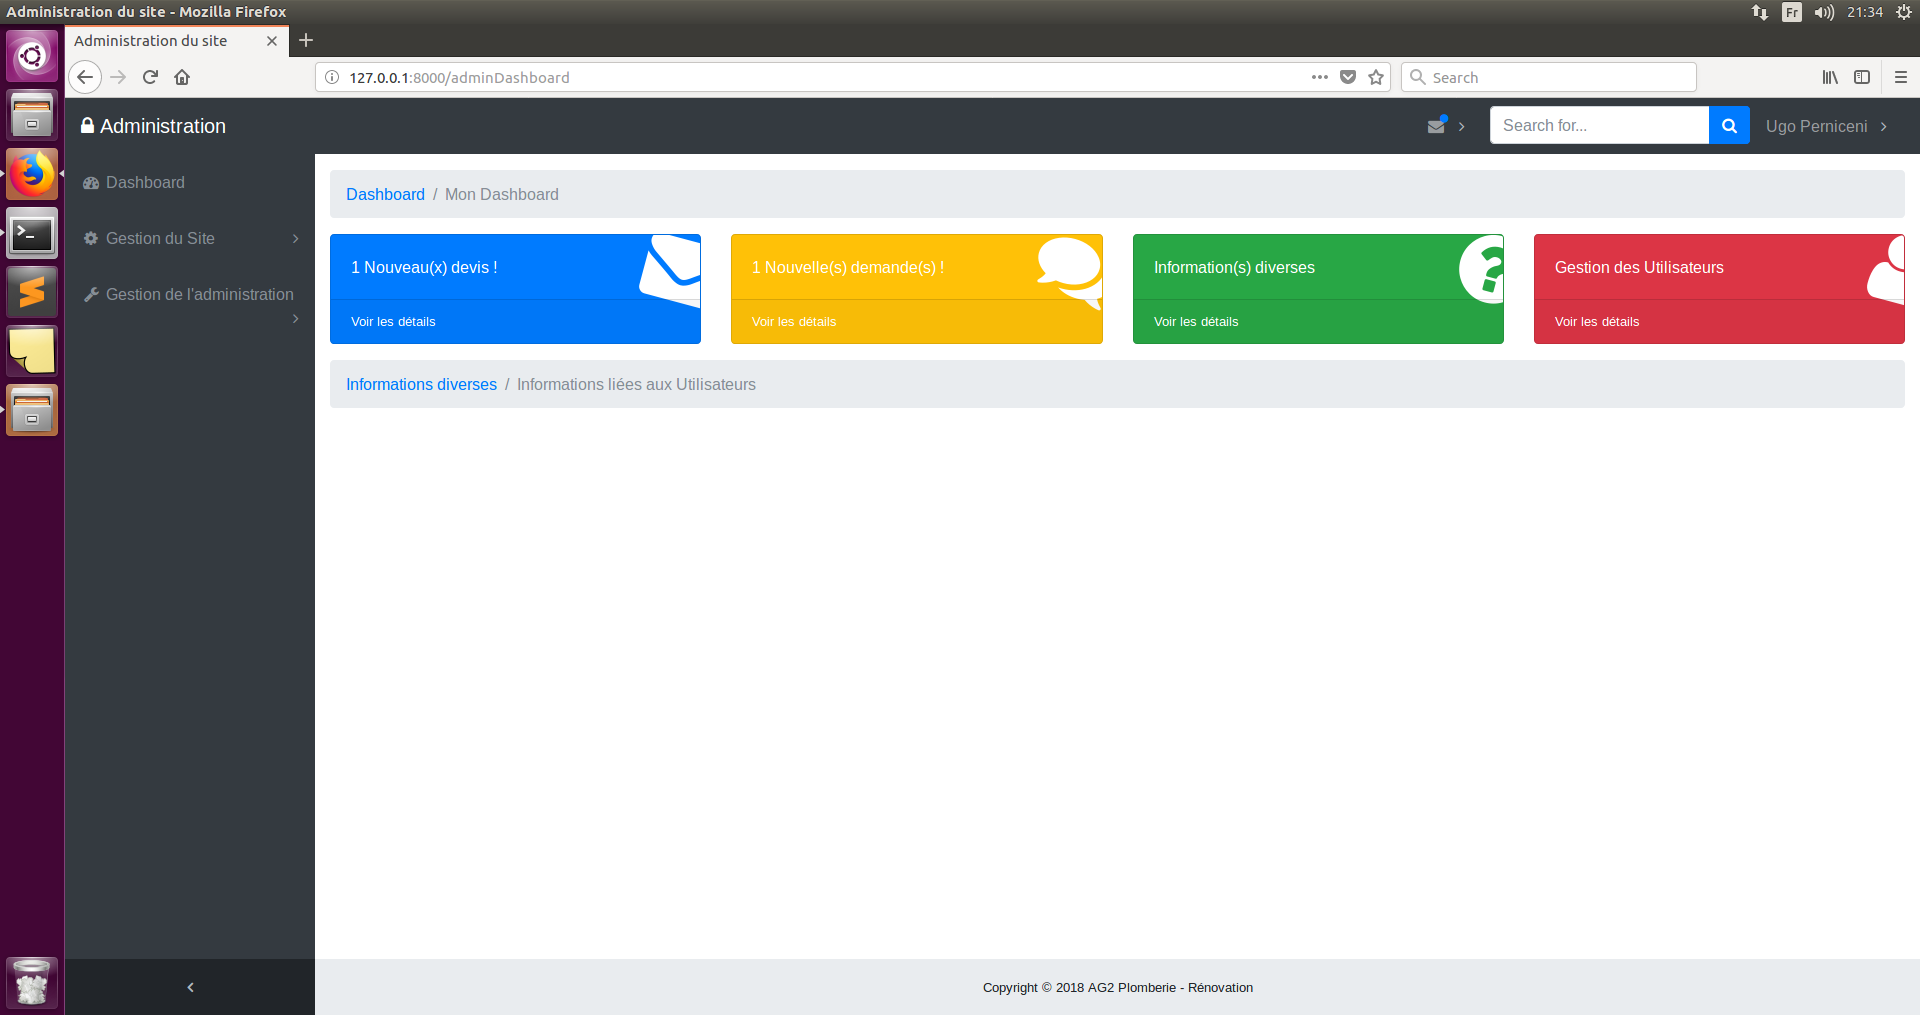 Administration du site - Mozilla Firefox
Fr
21:34
Administration du site
127.0.0.1:8000/adminDashboard
Search
Administration
Search for...
Ugo Perniceni
Dashboard
Gestion du Site
Gestion de l'administration
Dashboard / Mon Dashboard
1 Nouveau(x) devis !
Voir les détails
1 Nouvelle(s) demande(s) !
Voir les détails
Information(s) diverses
Voir les détails
Gestion des Utilisateurs
Voir les détails
Informations diverses / Informations liées aux Utilisateurs
Copyright © 2018 AG2 Plomberie - Rénovation